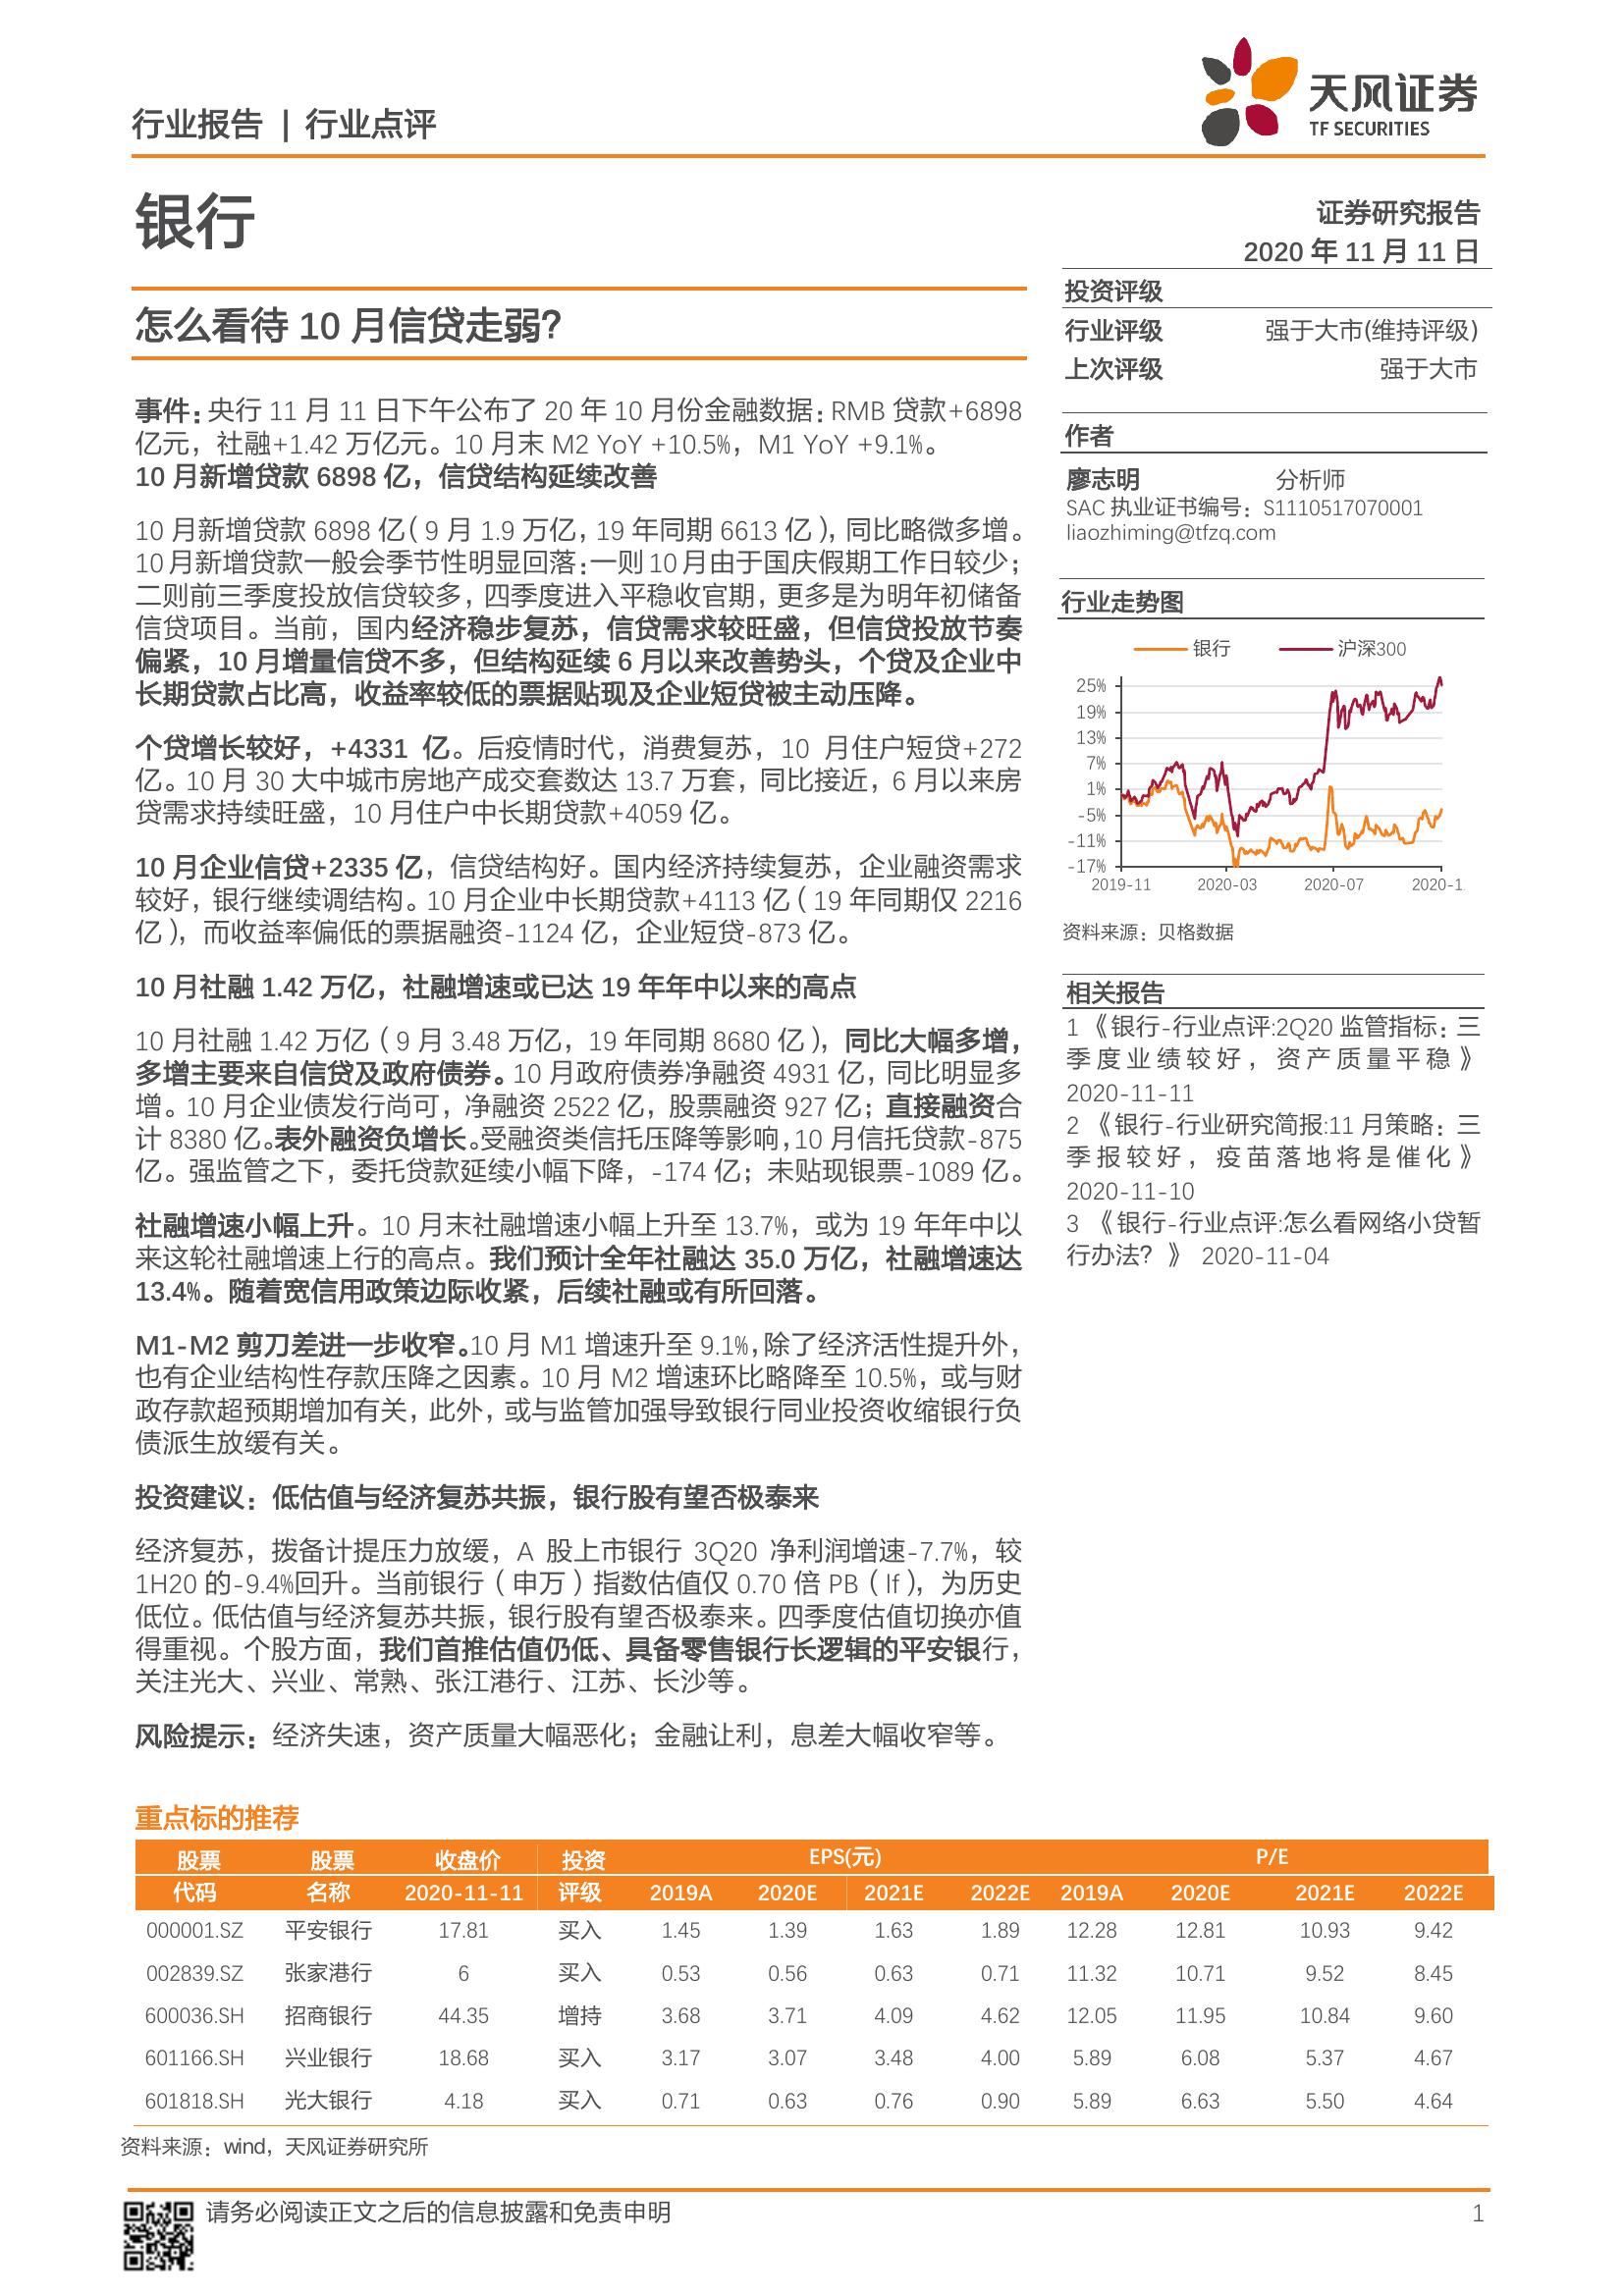 行业报告 | 行业点评
天风证券
TF SECURITIES
银行
证券研究报告
2020 年 11 月 11 日
怎么看待 10 月信贷走弱?
事件:央行 11 月 11 日下午公布了 20 年 10 月份金融数据:RMB 贷款+6898
亿元,社融+1.42 万亿元。10 月末 M2 YoY +10.5%,M1 YoY +9.1%。
10 月新增贷款 6898 亿,信贷结构延续改善
10 月新增贷款 6898 亿(9 月 1.9 万亿,19 年同期 6613 亿),同比略微多增。
10 月新增贷款一般会季节性明显回落:一则 10 月由于国庆假期工作日较少;
二则前三季度投放信贷较多,四季度进入平稳收官期,更多是为明年初储备
信贷项目。当前,国内经济稳步复苏,信贷需求较旺盛,但信贷投放节奏
偏紧,10 月增量信贷不多,但结构延续 6 月以来改善势头,个贷及企业中
长期贷款占比高,收益率较低的票据贴现及企业短贷被主动压降。
个贷增长较好,+4331 亿。后疫情时代,消费复苏,10 月住户短贷+272
亿。10 月 30 大中城市房地产成交套数达 13.7 万套,同比接近,6 月以来房
贷需求持续旺盛,10 月住户中长期贷款+4059 亿。
10 月企业信贷+2335 亿,信贷结构好。国内经济持续复苏,企业融资需求
较好,银行继续调结构。10 月企业中长期贷款+4113 亿(19 年同期仅 2216
亿),而收益率偏低的票据融资-1124 亿,企业短贷-873 亿。
10 月社融 1.42 万亿,社融增速或已达 19 年年中以来的高点
10 月社融 1.42 万亿(9 月 3.48 万亿,19 年同期 8680 亿),同比大幅多增,
多增主要来自信贷及政府债券。10 月政府债券净融资 4931 亿,同比明显多
增。10 月企业债发行尚可,净融资 2522 亿,股票融资 927 亿;直接融资合
计 8380 亿。表外融资负增长。受融资类信托压降等影响,10 月信托贷款-875
亿。强监管之下,委托贷款延续小幅下降,-174 亿;未贴现银票-1089 亿。
社融增速小幅上升。10 月末社融增速小幅上升至 13.7%,或为 19 年年中以
来这轮社融增速上行的高点。我们预计全年社融达 35.0 万亿,社融增速达
13.4%。随着宽信用政策边际收紧,后续社融或有所回落。
M1-M2 剪刀差进一步收窄。10 月 M1 增速升至 9.1%,除了经济活性提升外,
也有企业结构性存款压降之因素。10 月 M2 增速环比略降至 10.5%,或与财
政存款超预期增加有关,此外,或与监管加强导致银行同业投资收缩银行负
债派生放缓有关。
投资建议:低估值与经济复苏共振,银行股有望否极泰来
经济复苏,拨备计提压力放缓,A 股上市银行 3Q20 净利润增速-7.7%,较
1H20 的-9.4%回升。当前银行(申万)指数估值仅 0.70 倍 PB(lf),为历史
低位。低估值与经济复苏共振,银行股有望否极泰来。四季度估值切换亦值
得重视。个股方面,我们首推估值仍低、具备零售银行长逻辑的平安银行,
关注光大、兴业、常熟、张江港行、江苏、长沙等。
风险提示:经济失速,资产质量大幅恶化;金融让利,息差大幅收窄等。
投资评级
行业评级 强于大市(维持评级)
上次评级 强于大市
作者
廖志明 分析师
SAC 执业证书编号:S1110517070001
liaozhiming@tfzq.com
行业走势图
银行 沪深300
25%
19%
13%
7%
1%
-5%
-11%
-17%
2019-11 2020-03 2020-07 2020-1
资料来源:贝格数据
相关报告
1 《银行-行业点评:2Q20 监管指标:三
季度业绩较好,资产质量平稳》
2020-11-11
2 《银行-行业研究简报:11 月策略:三
季报较好,疫苗落地将是催化》
2020-11-10
3 《银行-行业点评:怎么看网络小贷暂
行办法?》 2020-11-04
重点标的推荐
股票 股票 收盘价 投资 EPS(元) P/E
代码 名称 2020-11-11 评级 2019A 2020E 2021E 2022E 2019A 2020E 2021E 2022E
000001.SZ 平安银行 17.81 买入 1.45 1.39 1.63 1.89 12.28 12.81 10.93 9.42
002839.SZ 张家港行 6 买入 0.53 0.56 0.63 0.71 11.32 10.71 9.52 8.45
600036.SH 招商银行 44.35 增持 3.68 3.71 4.09 4.62 12.05 11.95 10.84 9.60
601166.SH 兴业银行 18.68 买入 3.17 3.07 3.48 4.00 5.89 6.08 5.37 4.67
601818.SH 光大银行 4.18 买入 0.71 0.63 0.76 0.90 5.89 6.63 5.50 4.64
资料来源:wind,天风证券研究所
请务必阅读正文之后的信息披露和免责申明 1